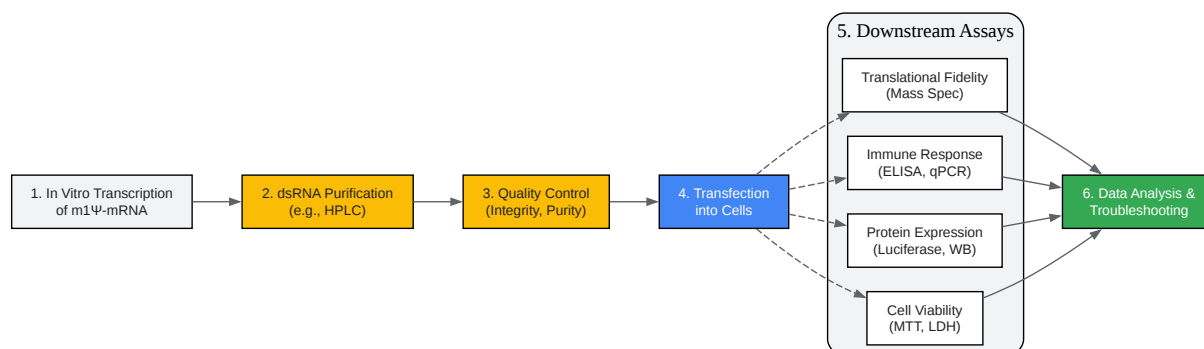 1. In Vitro Transcription
of m1Ψ-mRNA
2. dsRNA Purification
(e.g., HPLC)
3. Quality Control
(Integrity, Purity)
4. Transfection
into Cells
5. Downstream Assays
Translational Fidelity
(Mass Spec)
Immune Response
(ELISA, qPCR)
Protein Expression
(Luciferase, WB)
Cell Viability
(MTT, LDH)
6. Data Analysis &
Troubleshooting